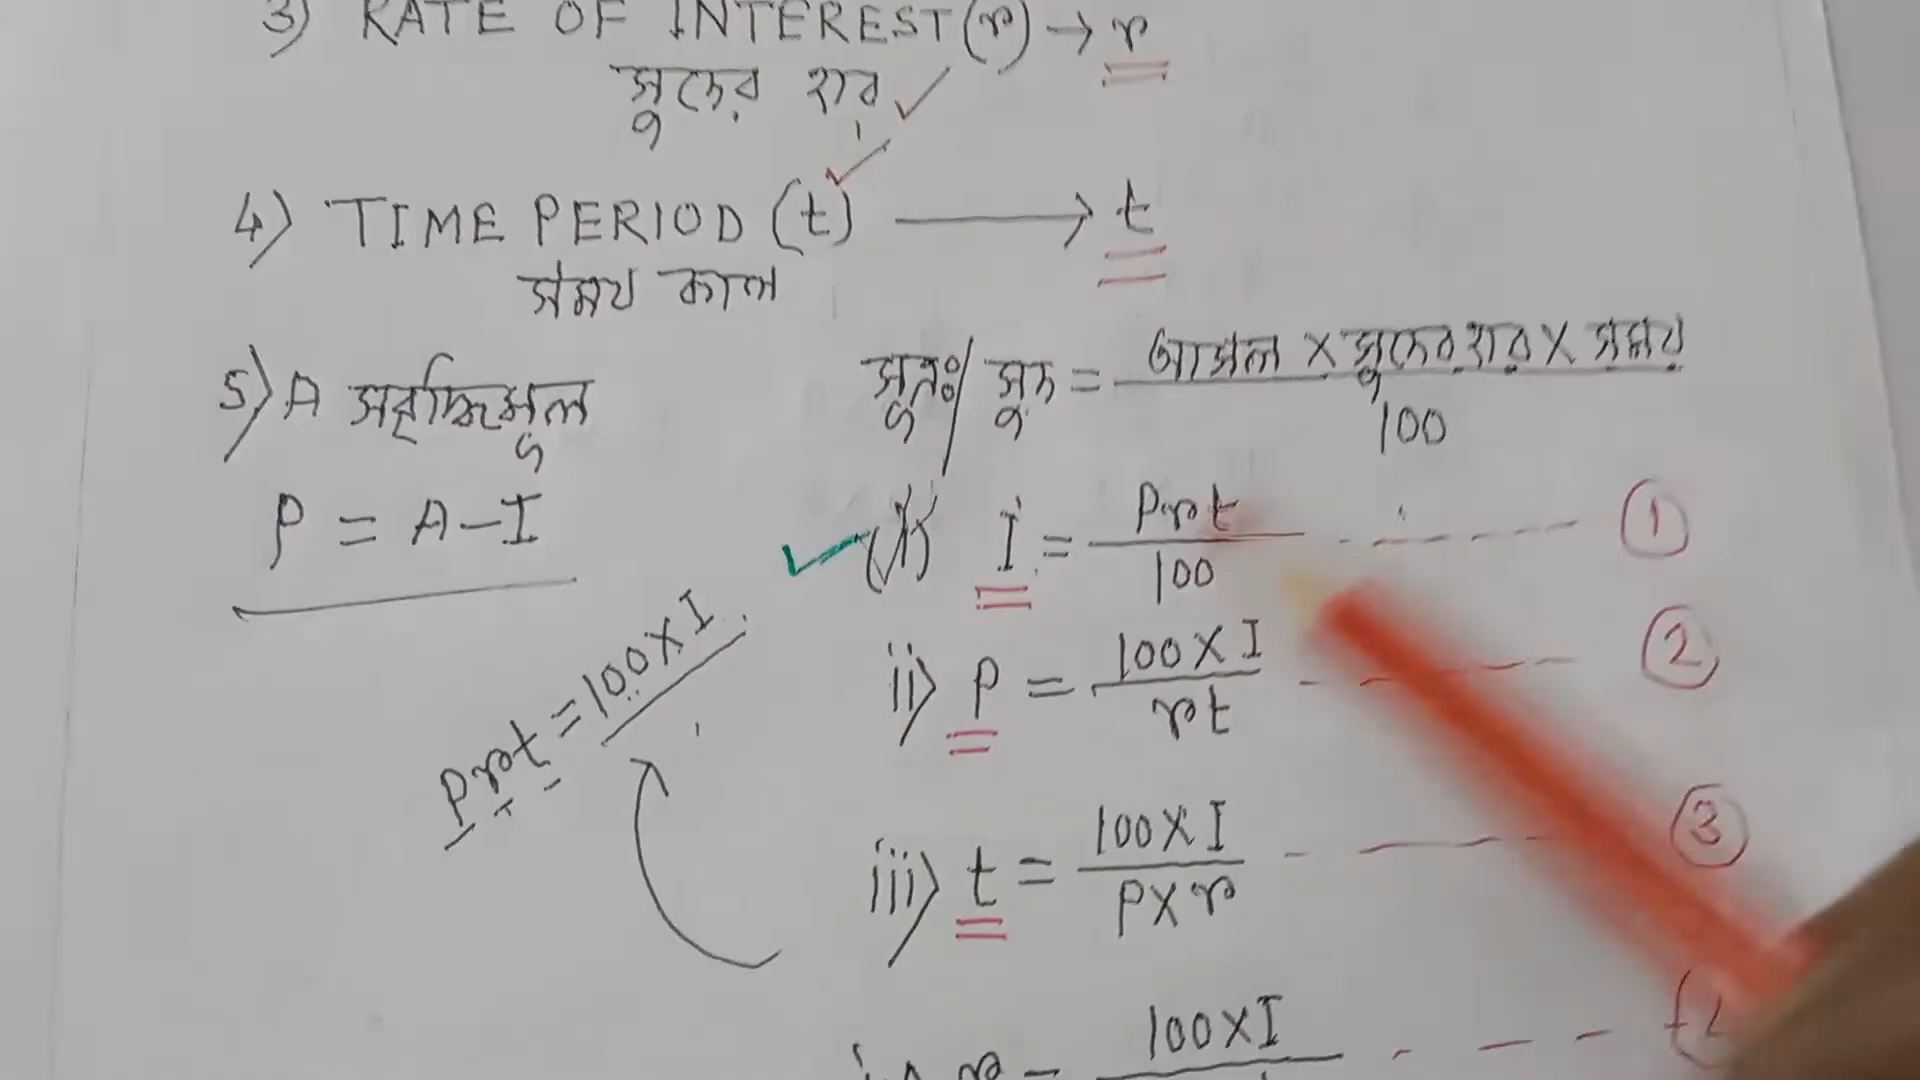 3) RATE OF INTEREST (r) → r
সুদের হার
4) TIME PERIOD (t) → t
সময় কাল
5) A সবৃদ্ধিমূল
P = A - I
সূত্রঃ/ সুদ = আসল × সুদের হার × সময় / 100
i) I = Prt / 100 ------ ①
Prt = 100 X I
ii) P = 100 X I / rt ------ ②
iii) t = 100 X I / P X r ------ ③
r = 100 X I